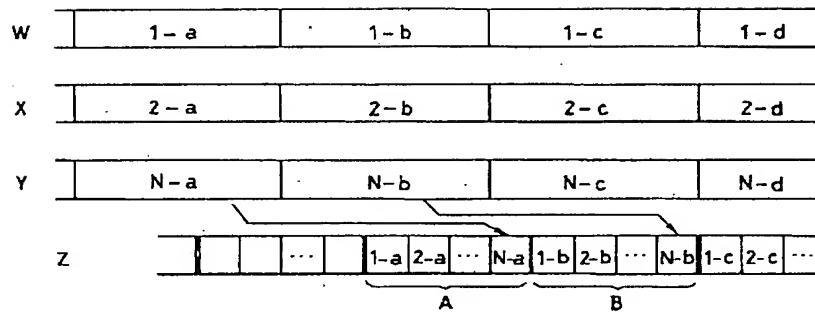 W 1-a 1-b 1-c 1-d
X 2-a 2-b 2-c 2-d
Y N-a N-b N-c N-d
Z ... 1-a 2-a ... N-a 1-b 2-b ... N-b 1-c 2-c ...
A B